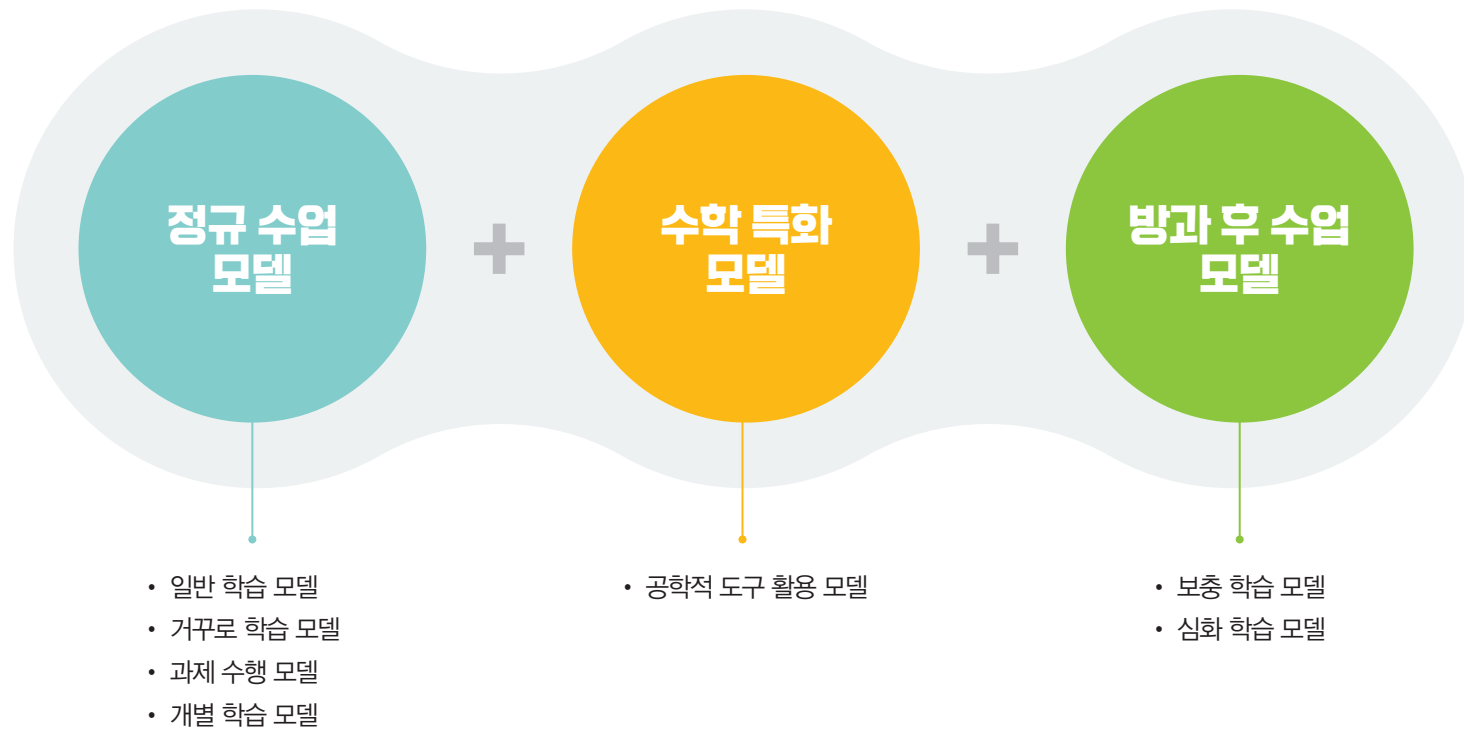 정규 수업
모델
+
수학 특화
모델
+
방과 후 수업
모델
• 일반 학습 모델
• 거꾸로 학습 모델
• 과제 수행 모델
• 개별 학습 모델
• 공학적 도구 활용 모델
• 보충 학습 모델
• 심화 학습 모델